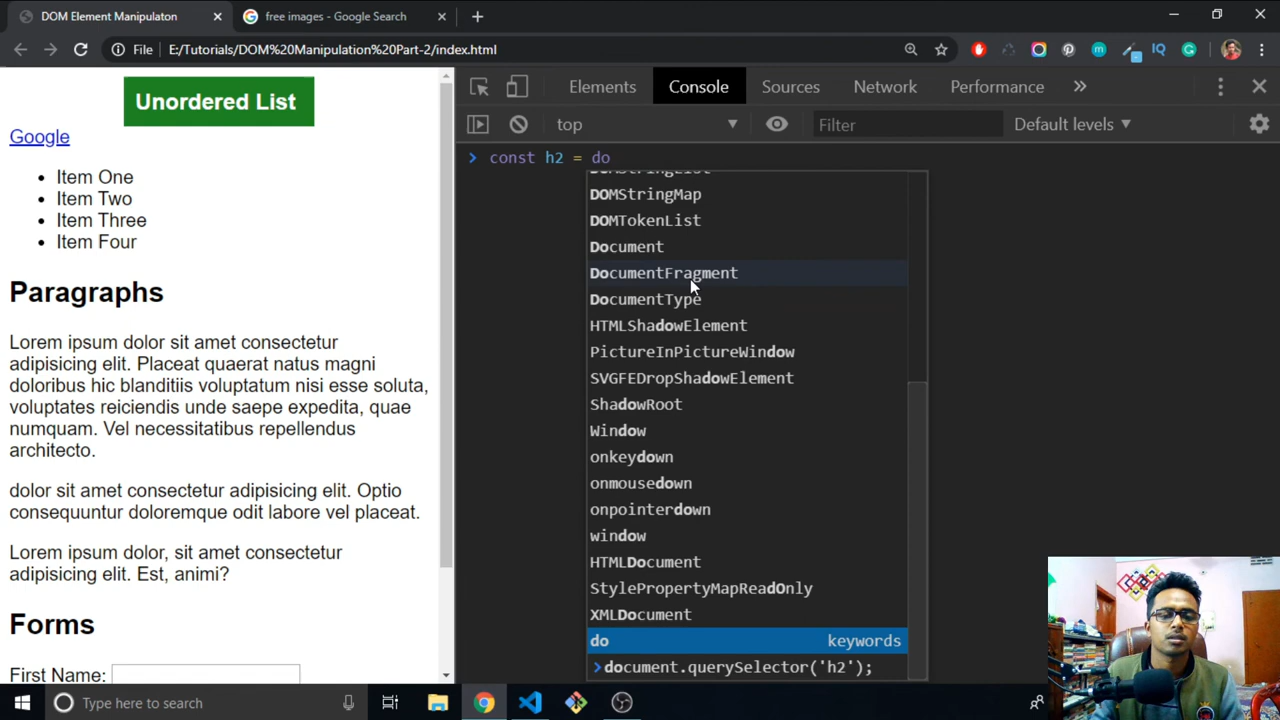 DOM Element Manipulaton
free images - Google Search
File
E:/Tutorials/DOM%20Manipulation%20Part-2/index.html
Unordered List
Google
Item One
Item Two
Item Three
Item Four
Paragraphs
Lorem ipsum dolor sit amet consectetur
adipisicing elit. Placeat quaerat natus magni
doloribus hic blanditiis voluptatum nisi esse soluta,
voluptates reiciendis unde saepe expedita, quae
numquam. Vel necessitatibus repellendus
architecto.
dolor sit amet consectetur adipisicing elit. Optio
consequuntur doloremque odit labore vel placeat.
Lorem ipsum dolor, sit amet consectetur
adipisicing elit. Est, animi?
Forms
First Name:
Elements Console Sources Network Performance »
top
Filter
Default levels
> const h2 = do
DOMStringList
DOMStringMap
DOMTokenList
Document
DocumentFragment
DocumentType
HTMLShadowElement
PictureInPictureWindow
SVGFEDropShadowElement
ShadowRoot
Window
onkeydown
onmousedown
onpointerdown
window
HTMLDocument
StylePropertyMapReadOnly
XMLDocument
do keywords
>document.querySelector('h2');
Type here to search